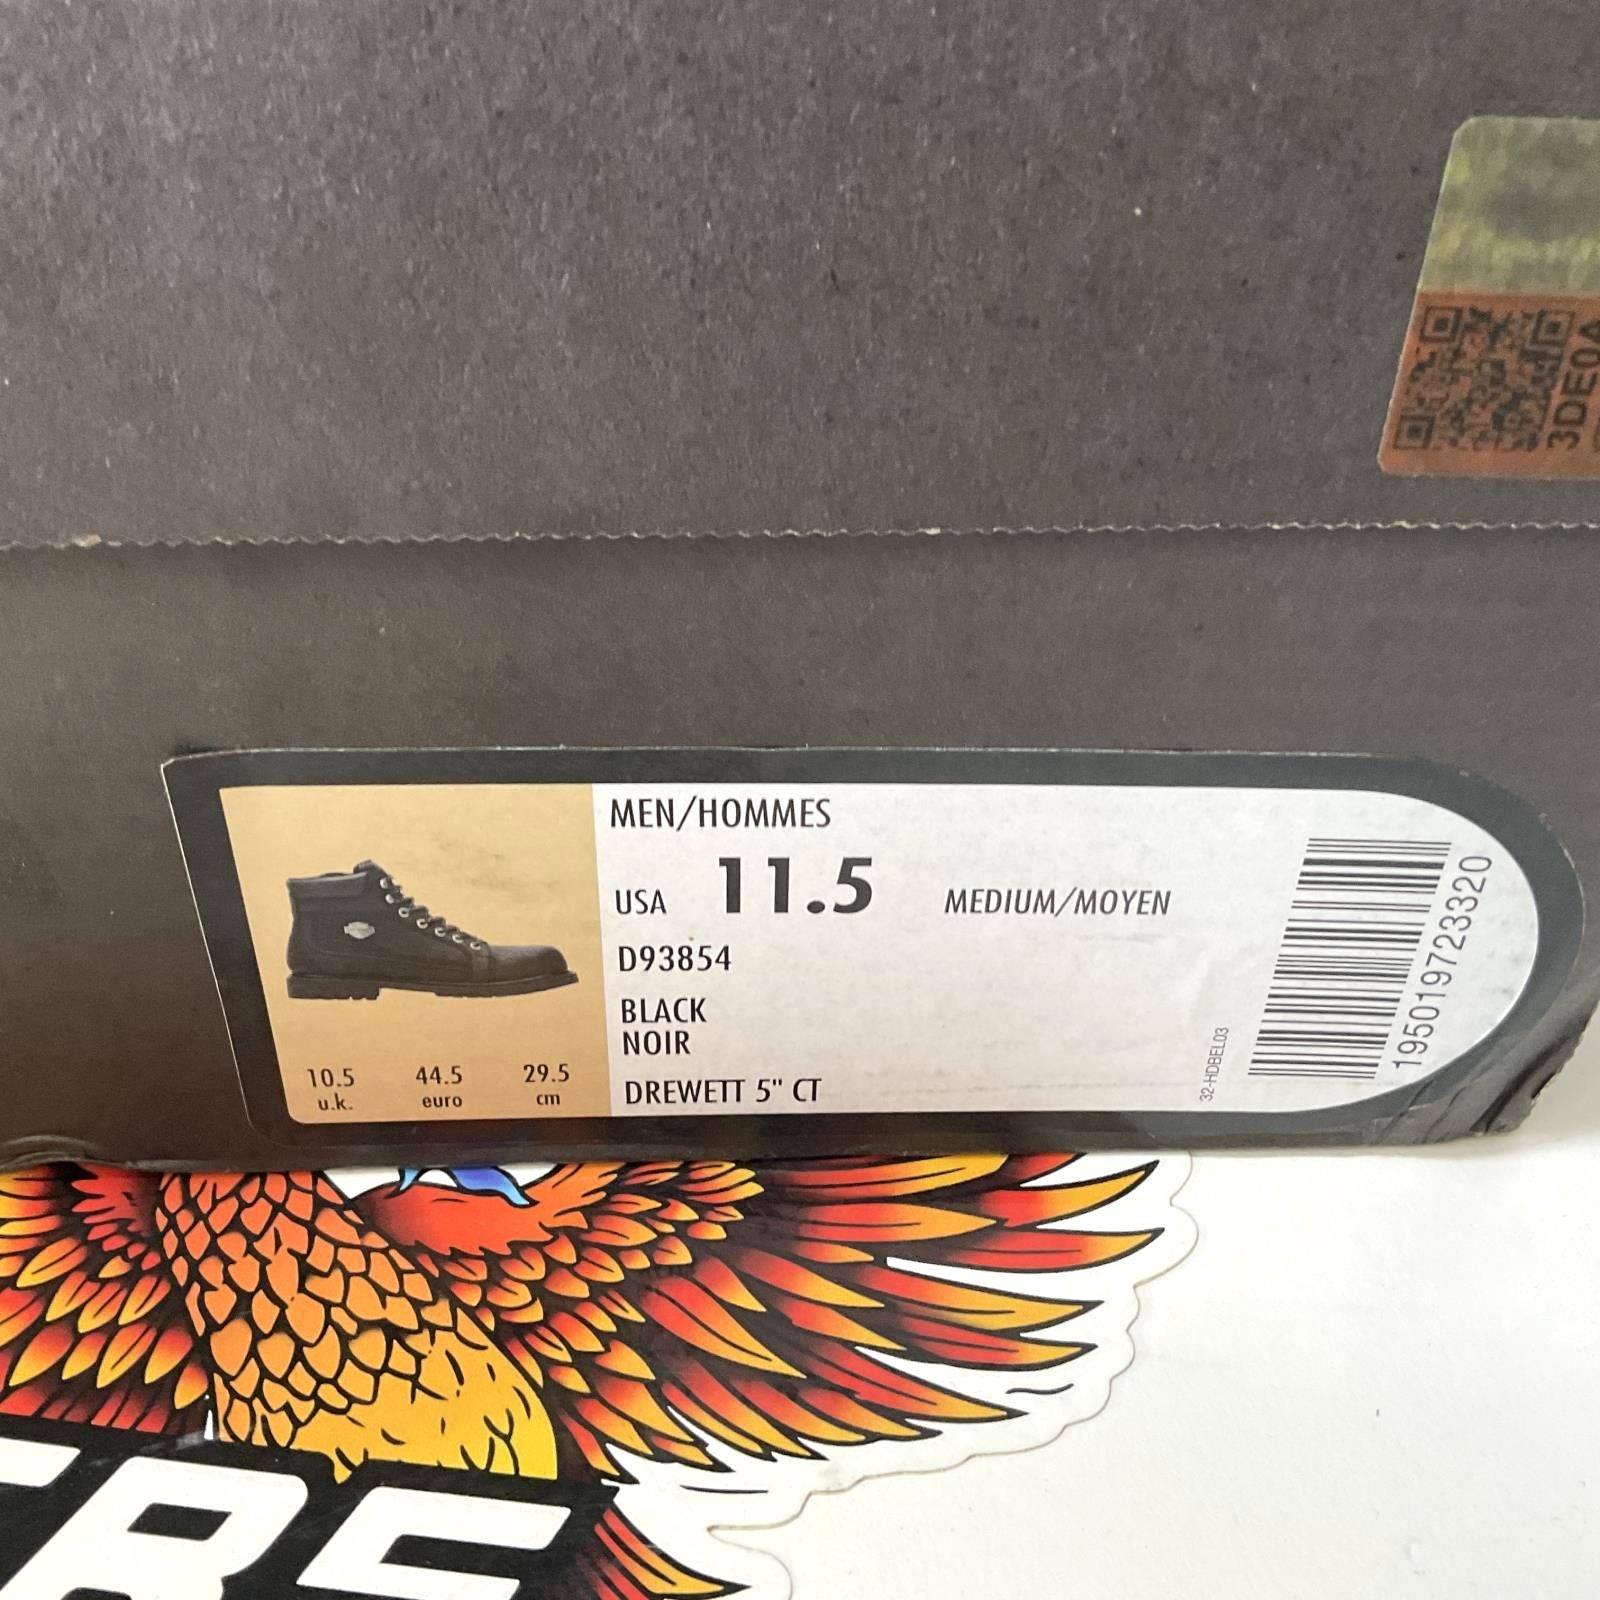 3DE0A
MEN/HOMMES
USA 11.5 MEDIUM/MOYEN
D93854
BLACK
NOIR
DREWETT 5" CT
10.5 44.5 29.5
u.k. euro cm
32-HDBEL03
195019723320